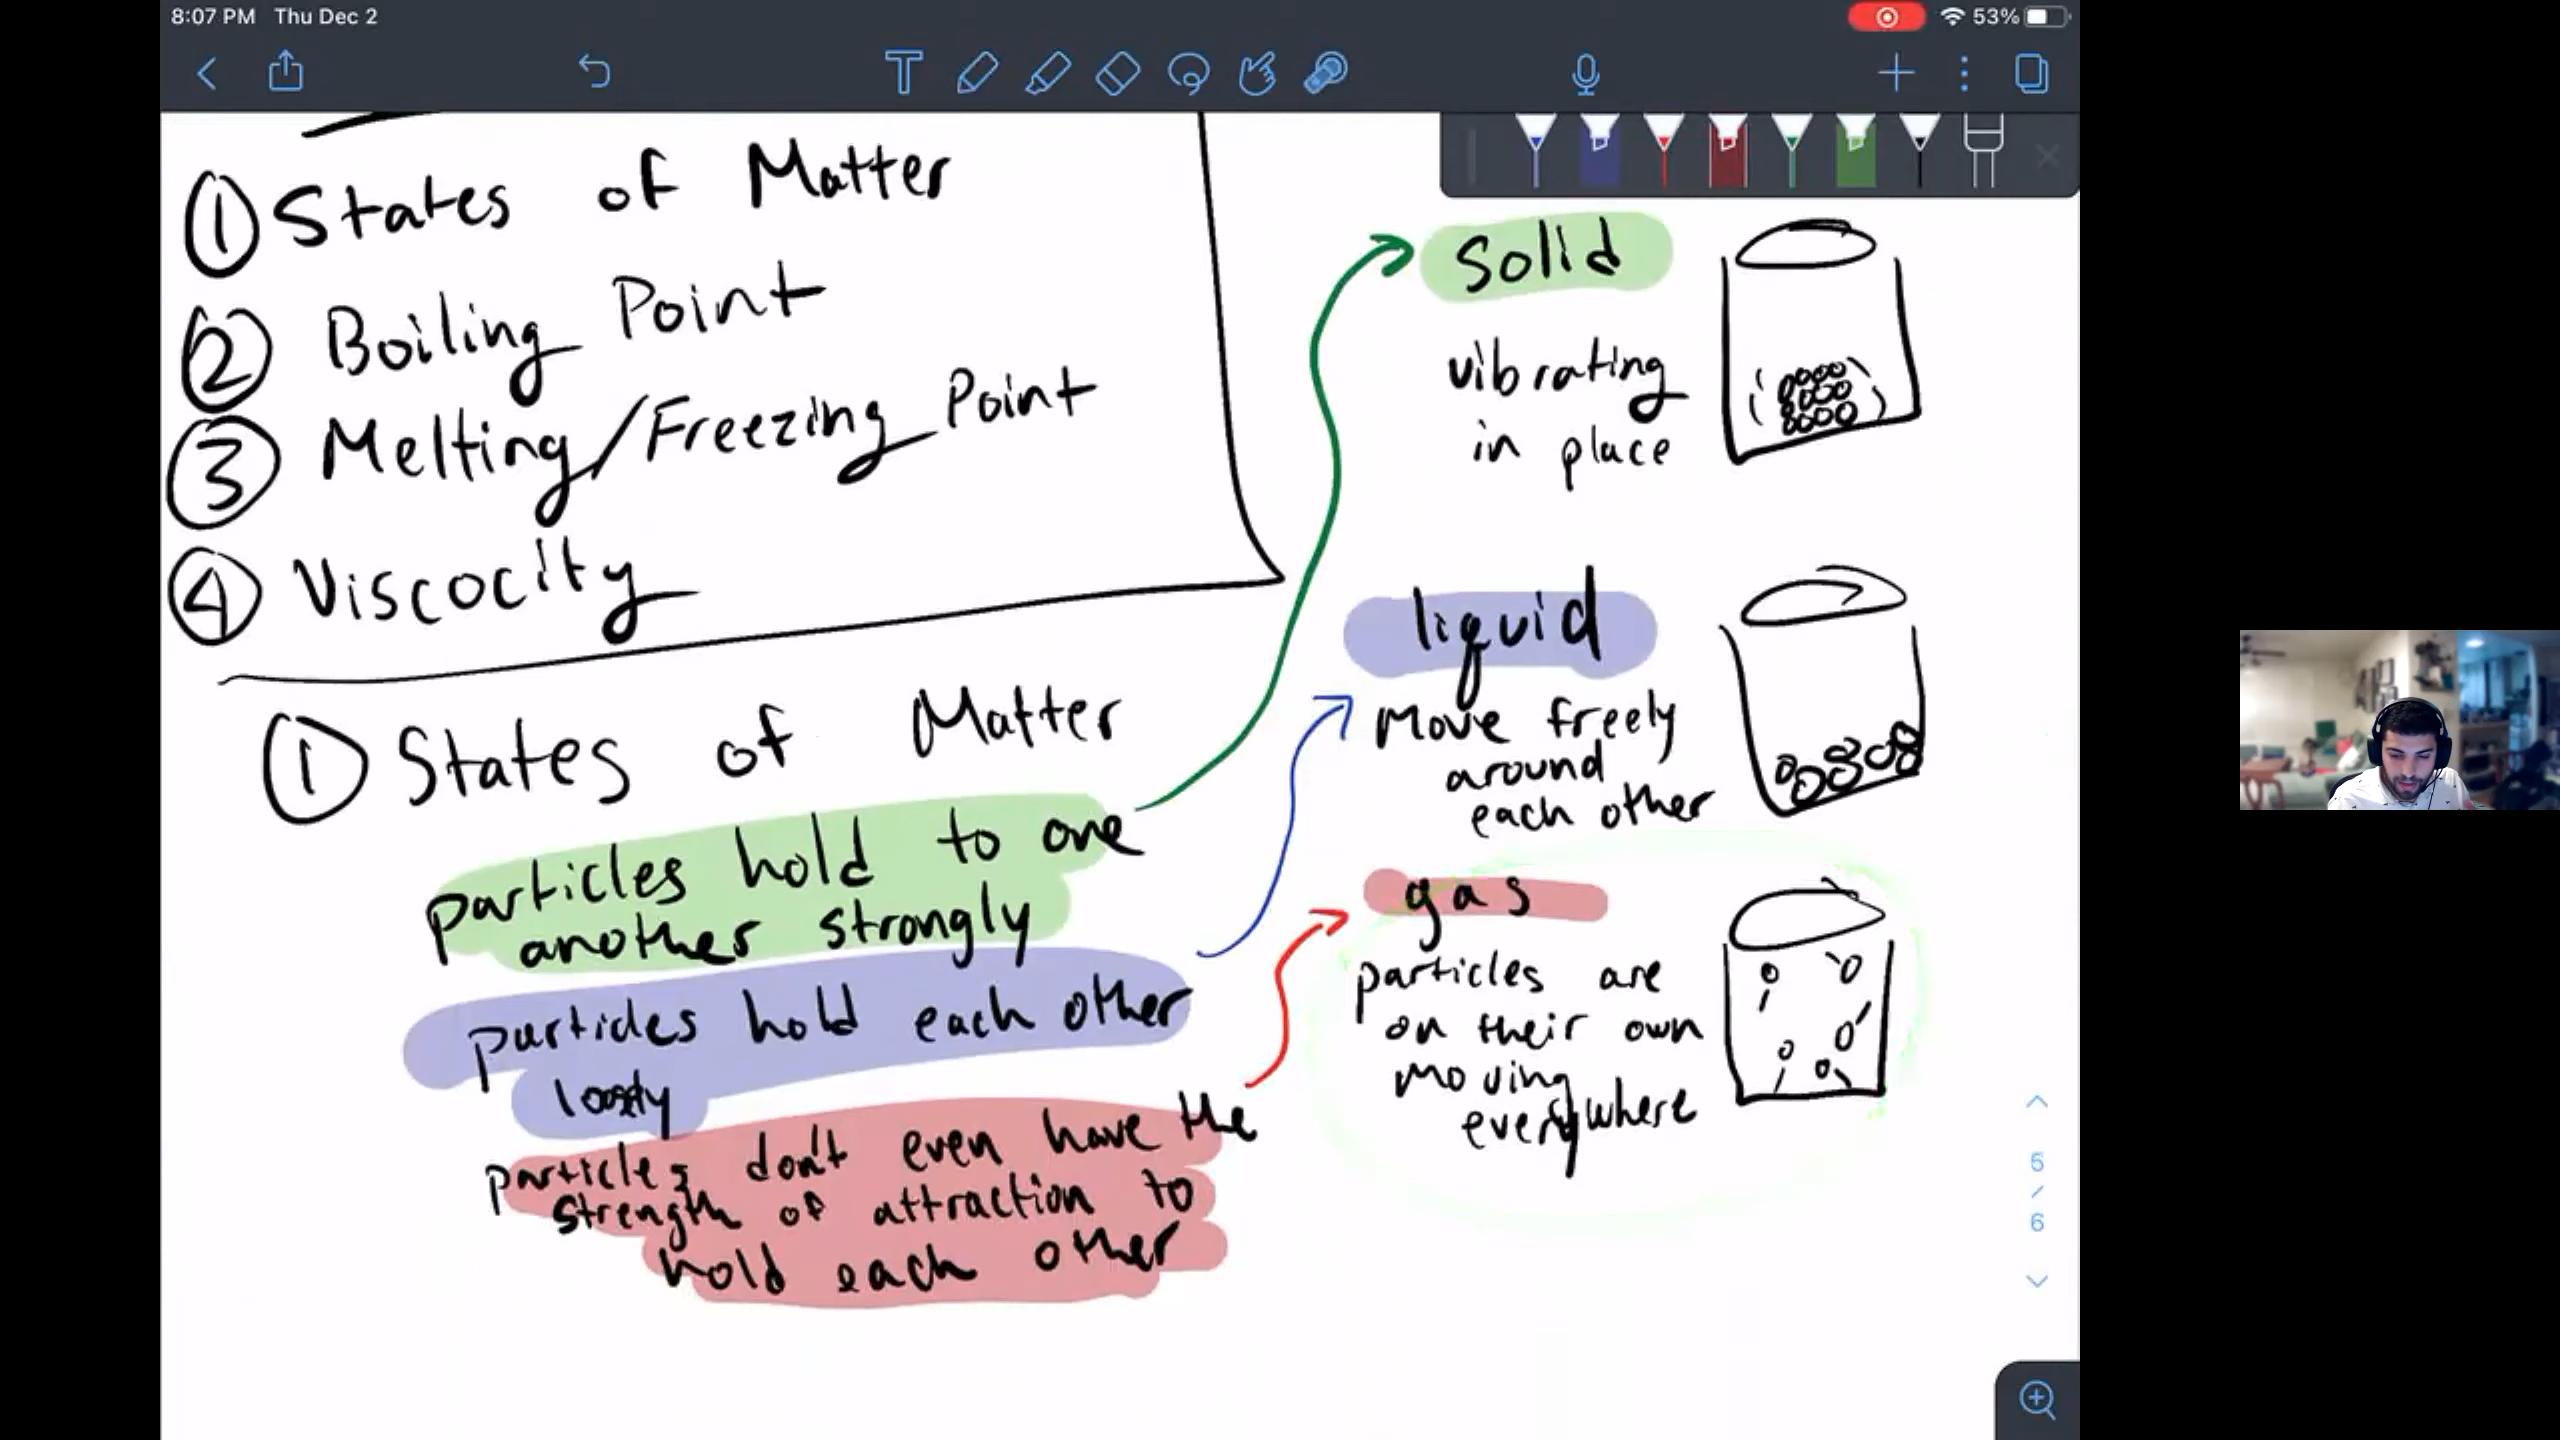 8:07 PM Thu Dec 2
53%
① States of Matter
② Boiling Point
③ Melting/Freezing Point
④ Viscocity
① States of Matter
particles hold to one
another strongly
particles hold each other
loosely
particles don't even have the
strength of attraction to
hold each other
solid
vibrating
in place
liquid
Move freely
around
each other
gas
particles are
on their own
moving
everywhere
5
/
6